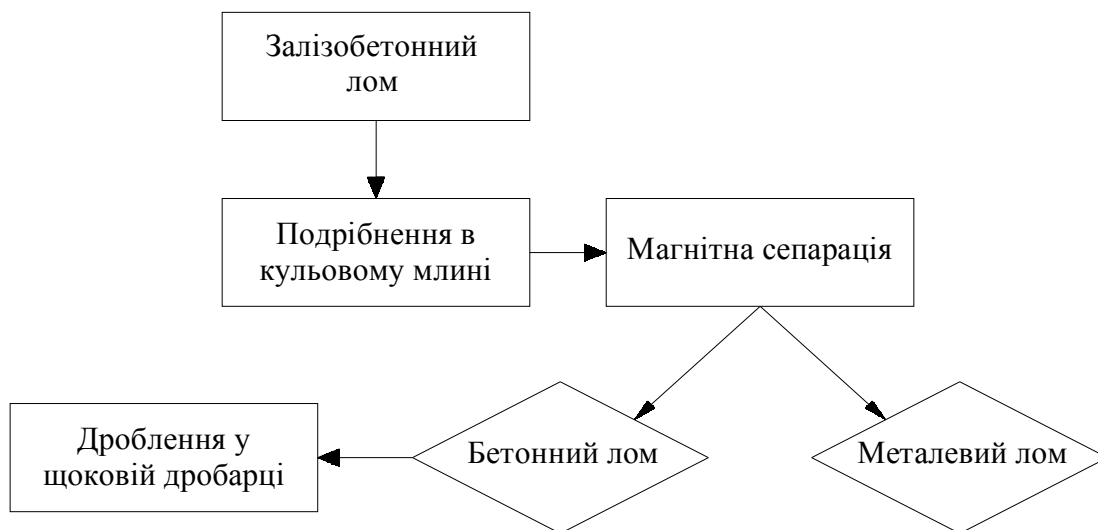 Залізобетонний
лом
Подрібнення в
кульовому млині
Магнітна сепарація
Дроблення у
щоковій дробарці
Бетонний лом
Металевий лом